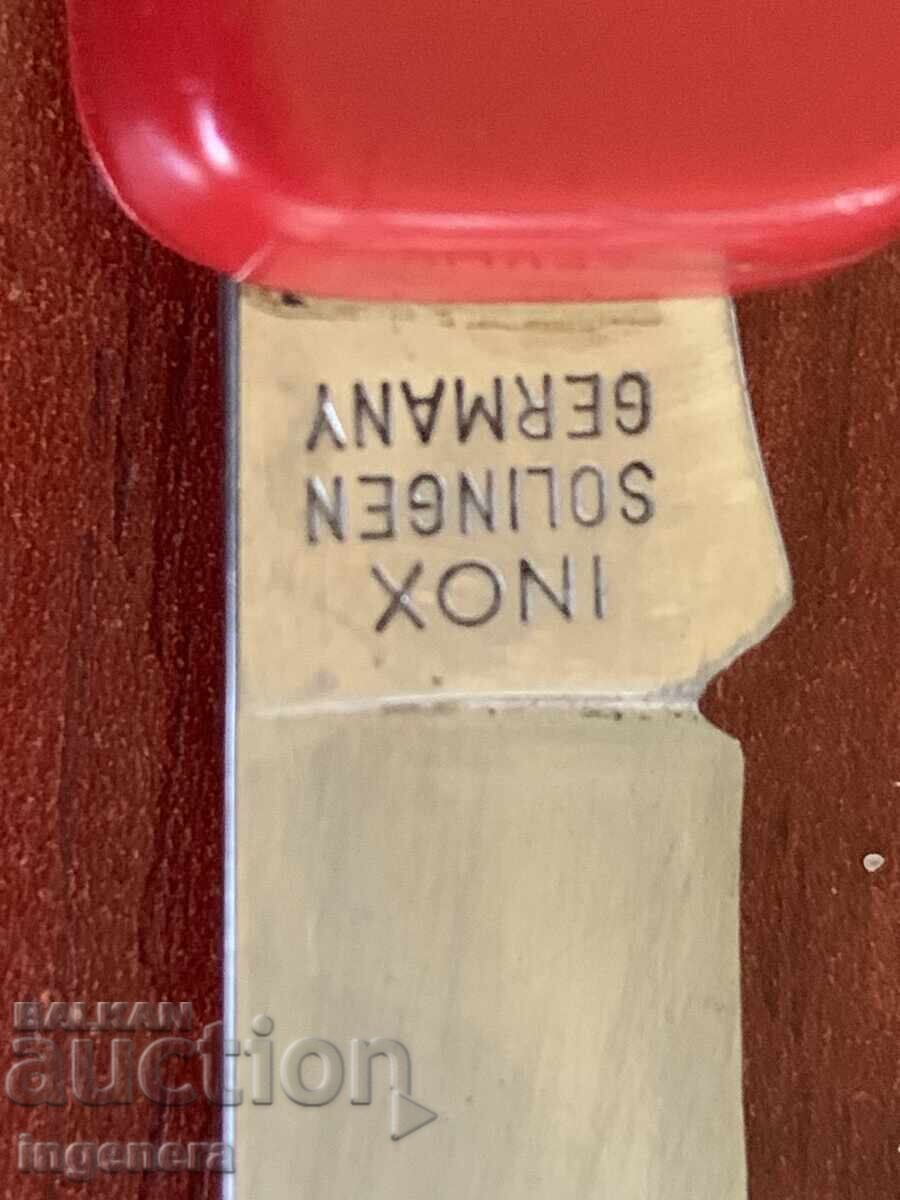 INOX
SOLINGEN
GERMANY
BALKAN
auction
ingenera